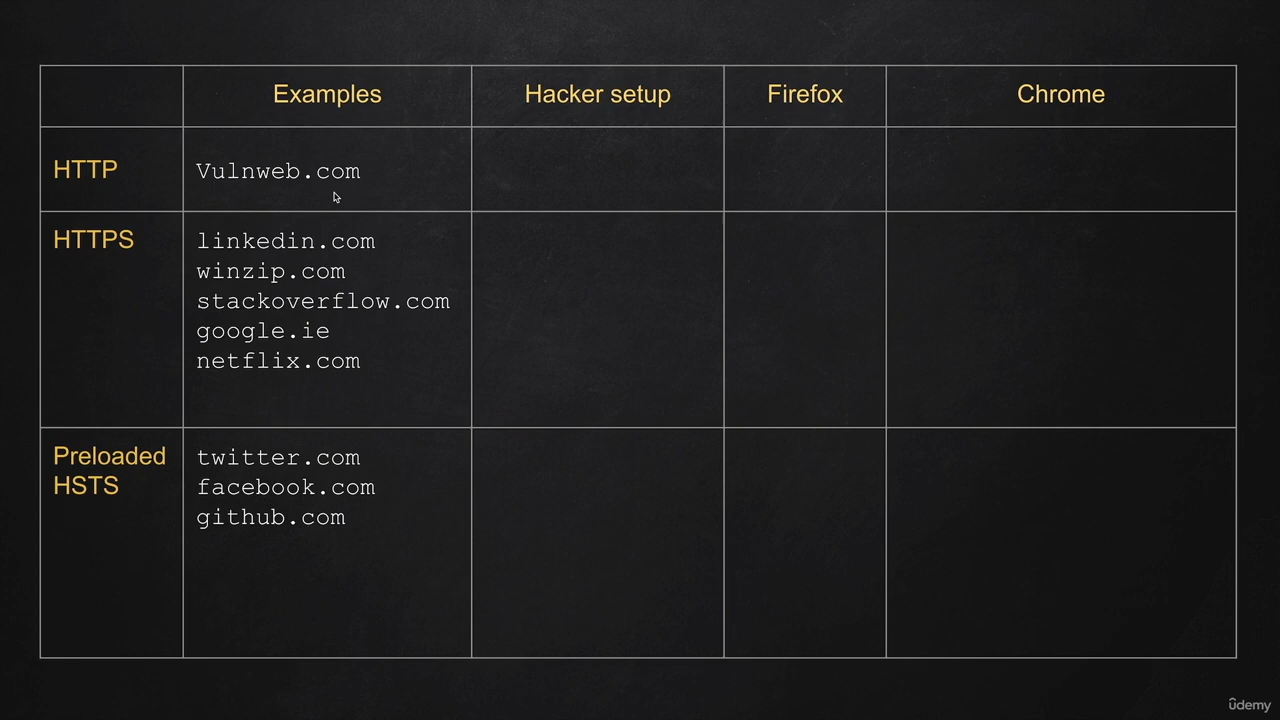 Examples Hacker setup Firefox Chrome
HTTP Vulnweb.com
HTTPS linkedin.com
winzip.com
stackoverflow.com
google.ie
netflix.com
Preloaded twitter.com
HSTS facebook.com
github.com
ûdemy